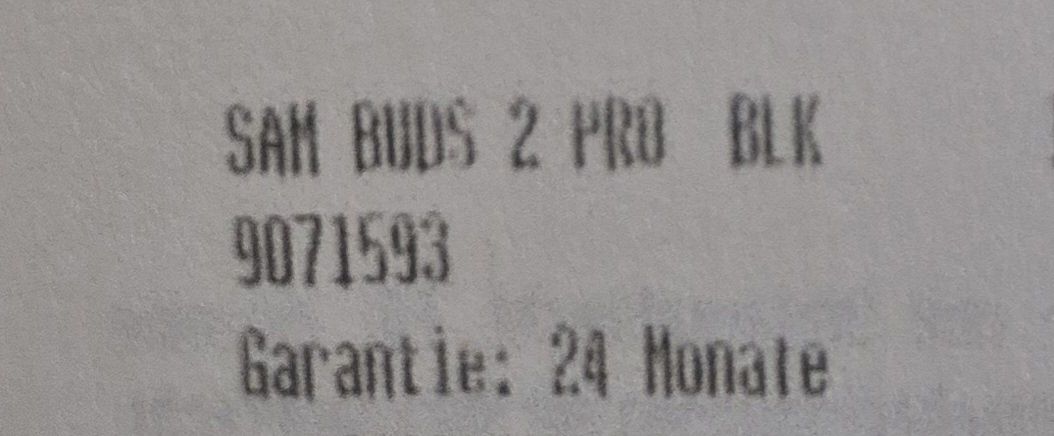 SAM BUDS 2 PRO BLK
9071593
Garantie: 24 Monate